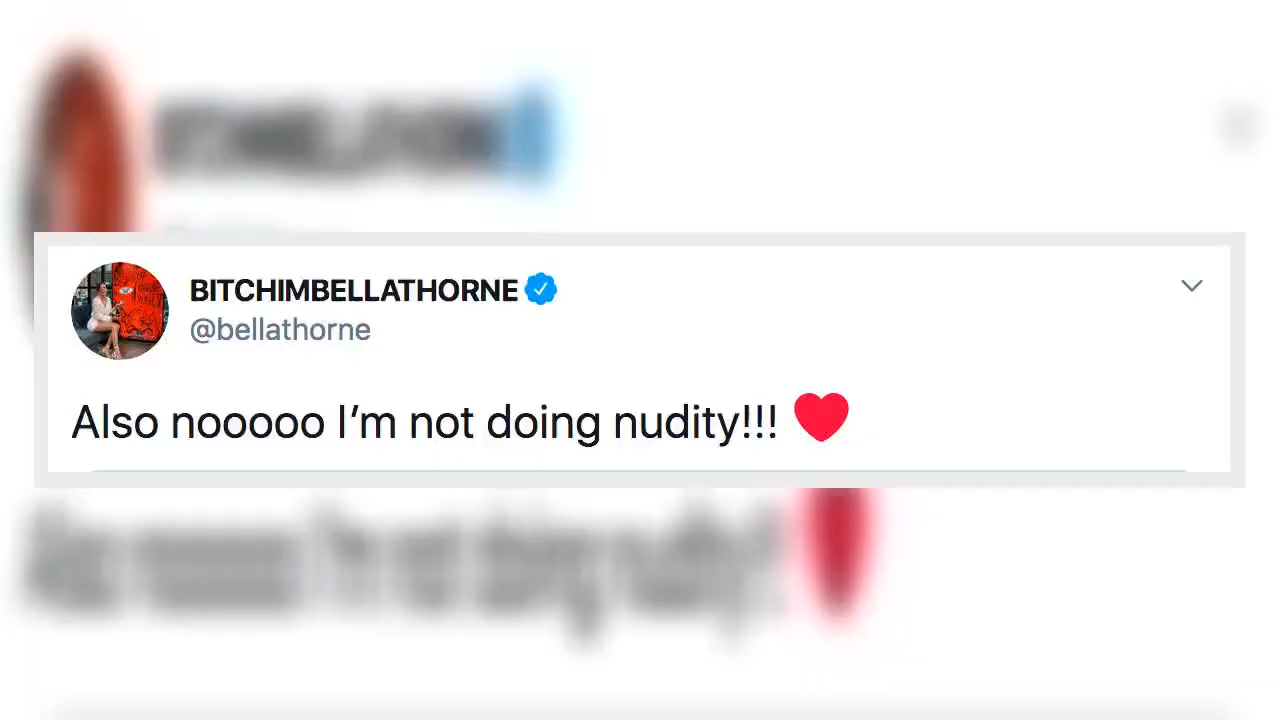 BITCHIMBELLATHORNE
@bellathorne
Also nooooo I’m not doing nudity!!! ❤️